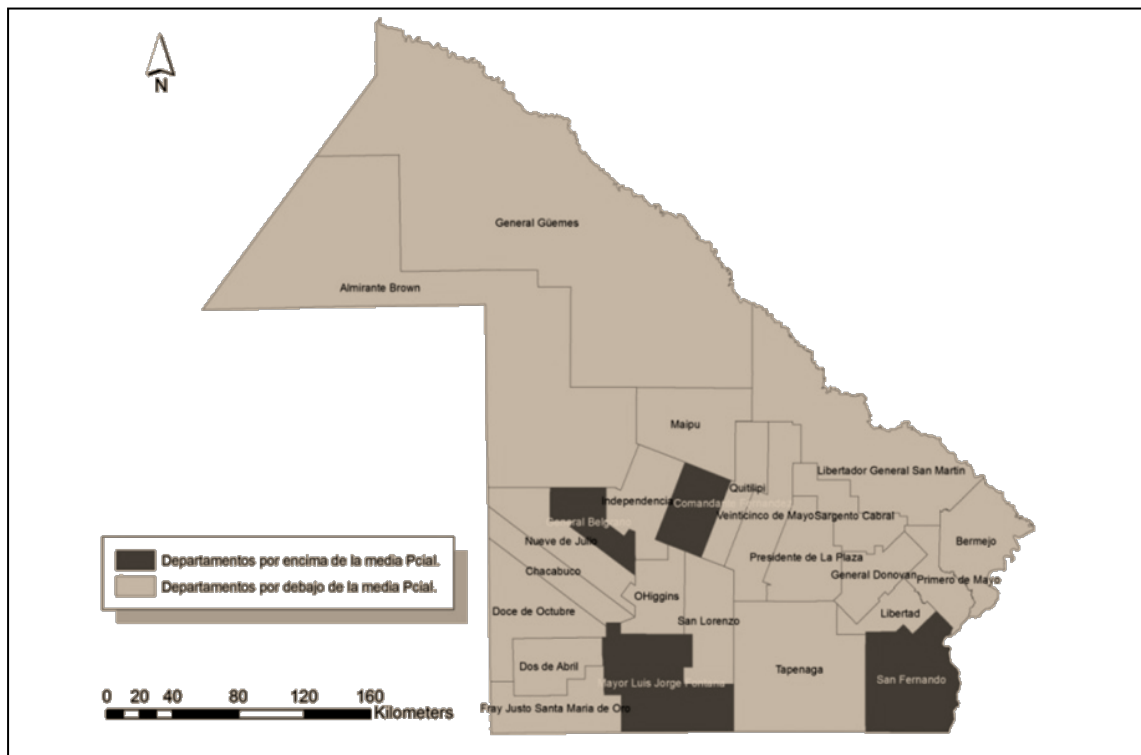 N
General Güemes
Almirante Brown
Maipu
Libertador General San Martin
Quitilipi
Independencia
Comandante Fernandez
General Belgrano
Veinticinco de Mayo
Sargento Cabral
Nueve de Julio
Bermejo
Presidente de La Plaza
Chacabuco
General Donovan
Primero de Mayo
OHiggins
Doce de Octubre
Libertad
San Lorenzo
Dos de Abril
Tapenaga
Mayor Luis Jorge Fontana
San Fernando
Fray Justo Santa Maria de Oro
Departamentos por encima de la media Pcial.
Departamentos por debajo de la media Pcial.
0 20 40 80 120 160
Kilometers